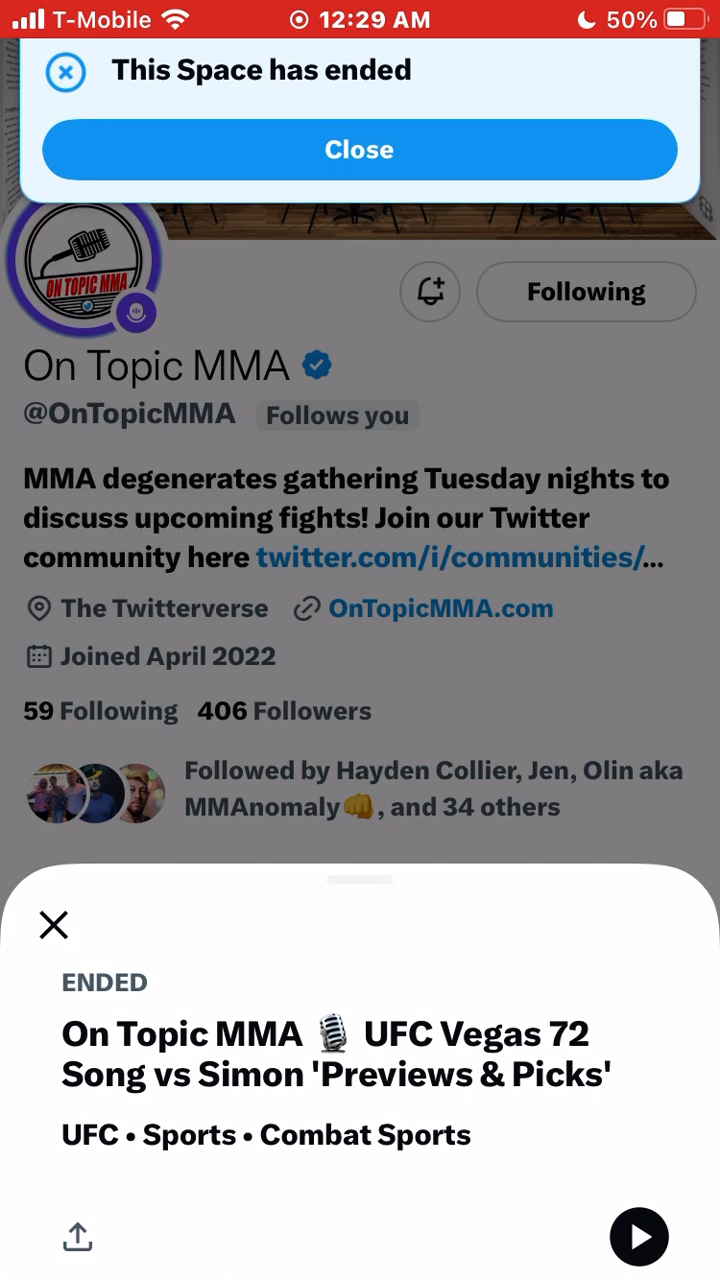 T-Mobile 12:29 AM 50%
This Space has ended
Close
ON TOPIC MMA
Following
On Topic MMA
@OnTopicMMA Follows you
MMA degenerates gathering Tuesday nights to
discuss upcoming fights! Join our Twitter
community here twitter.com/i/communities/...
The Twitterverse OnTopicMMA.com
Joined April 2022
59 Following 406 Followers
Followed by Hayden Collier, Jen, Olin aka
MMAnomaly👊, and 34 others
ENDED
On Topic MMA 🎙️ UFC Vegas 72
Song vs Simon 'Previews & Picks'
UFC • Sports • Combat Sports